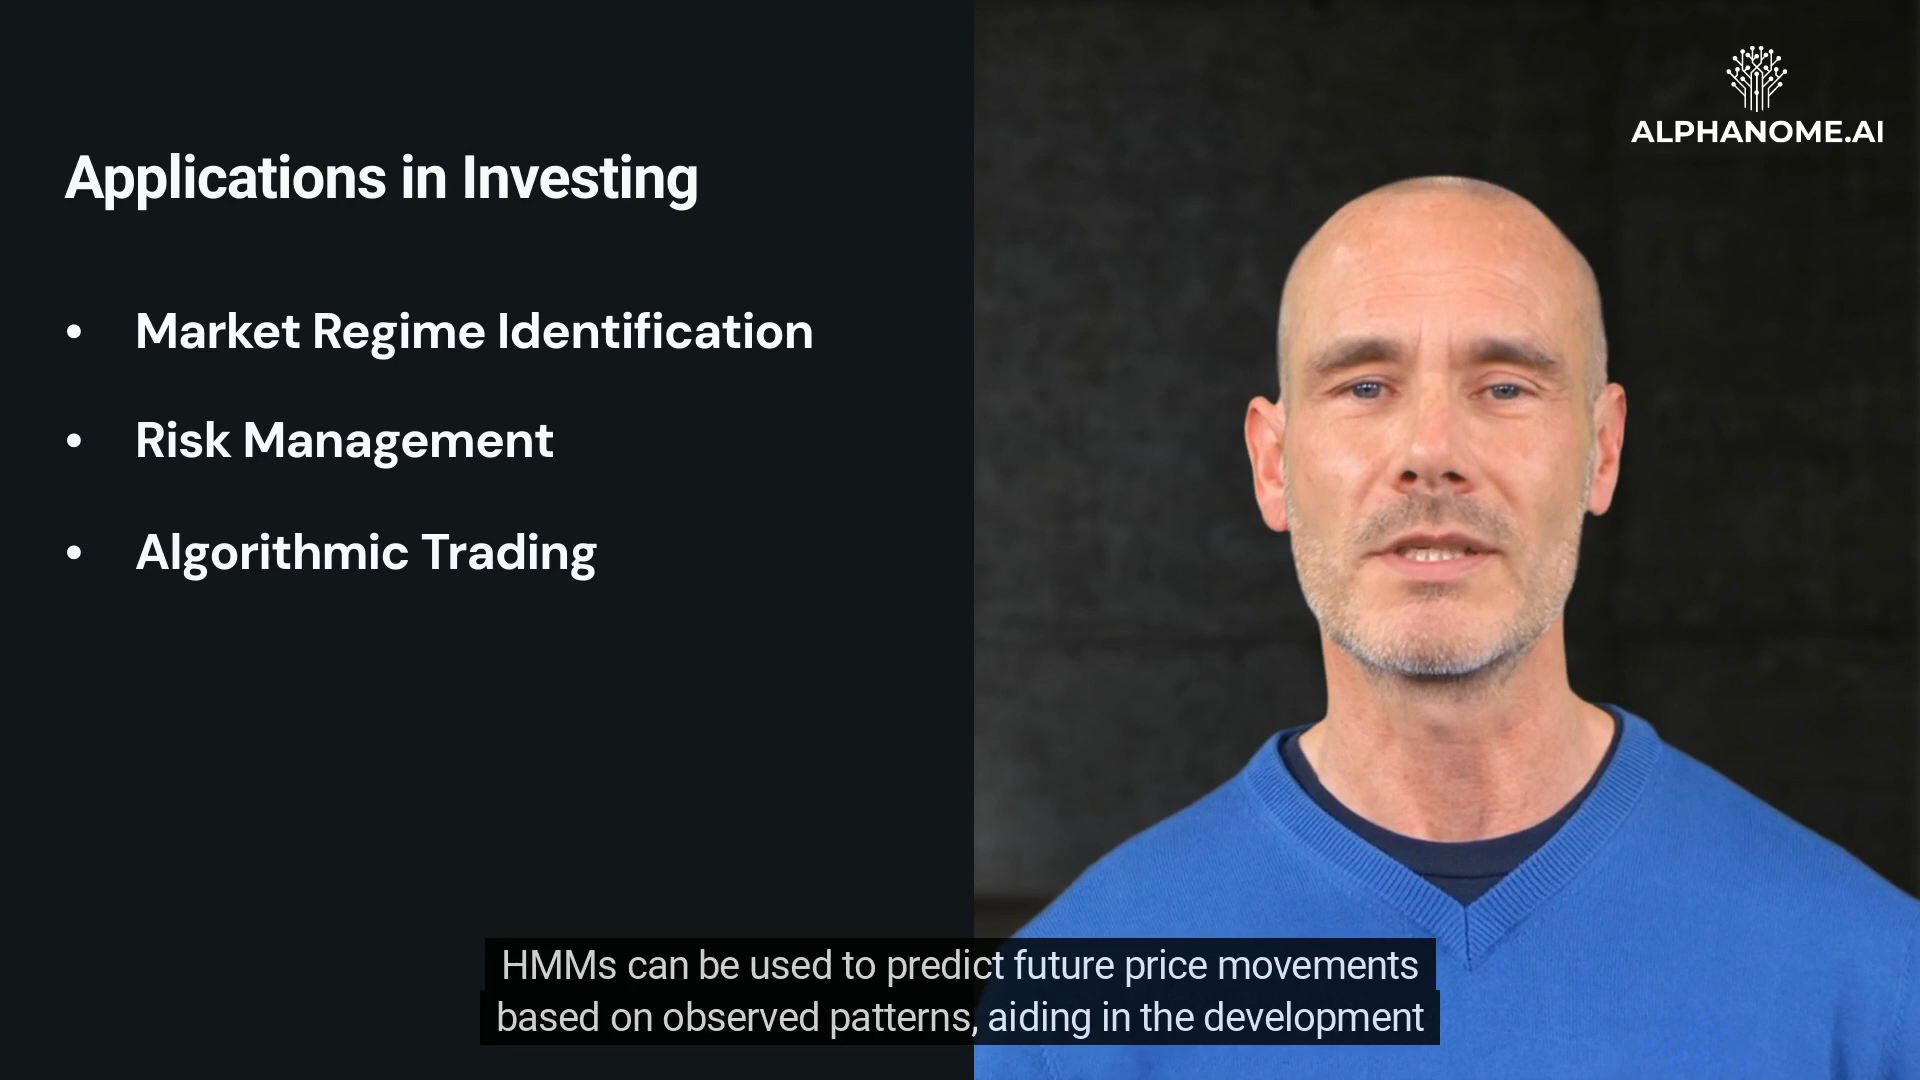 ALPHANOME.AI
Applications in Investing
• Market Regime Identification
• Risk Management
• Algorithmic Trading
HMMs can be used to predict future price movements
based on observed patterns, aiding in the development